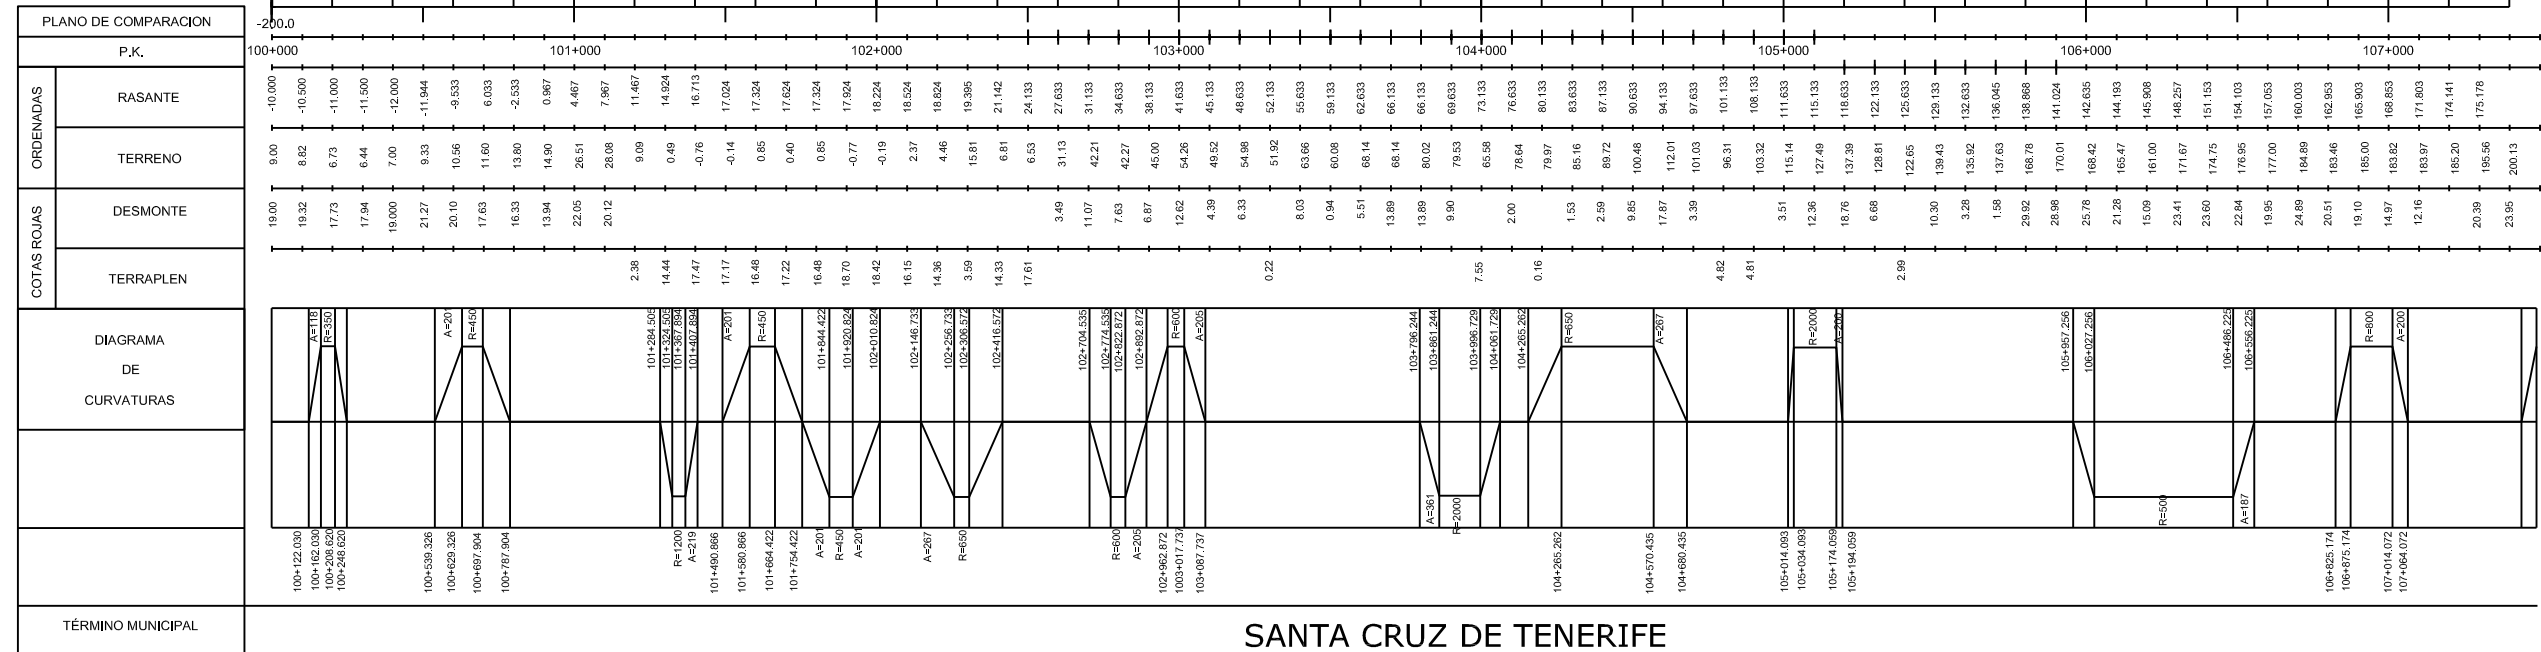 PLANO DE COMPARACION
-200.0
P.K.
100+000 101+000 102+000 103+000 104+000 105+000 106+000 107+000
ORDENADAS
RASANTE
-10.000 -10.500 -11.000 -11.500 -12.000 -11.944 -9.533 6.033 -2.533 0.967 4.467 7.967 11.467 14.924 16.713 17.024 17.324 17.624 17.324 17.924 18.224 18.524 18.824 19.395 21.142 24.133 27.633 31.133 34.633 38.133 41.633 45.133 48.633 52.133 55.633 59.133 62.633 66.133 66.133 69.633 73.133 76.633 80.133 83.633 87.133 90.633 94.133 97.633 101.133 108.133 111.633 115.133 118.633 122.133 125.633 129.133 132.633 136.045 138.868 141.024 142.635 144.193 145.908 148.257 151.153 154.103 157.053 160.003 162.953 165.903 168.853 171.803 174.141 175.178
TERRENO
9.00 8.82 6.73 6.44 7.00 9.33 10.56 11.60 13.80 14.90 26.51 28.08 9.09 0.49 -0.76 -0.14 0.85 0.40 0.85 -0.77 -0.19 2.37 4.46 15.81 6.81 6.53 31.13 42.21 42.27 45.00 54.26 49.52 54.98 51.92 63.66 60.08 68.14 68.14 80.02 79.53 65.58 78.64 79.97 85.16 89.72 100.48 112.01 101.03 96.31 103.32 115.14 127.49 137.39 128.81 122.65 139.43 135.92 137.63 168.78 170.01 168.42 165.47 161.00 171.67 174.75 176.95 177.00 184.89 183.46 185.00 183.82 183.97 185.20 195.56 200.13
COTAS ROJAS
DESMONTE
19.00 19.32 17.73 17.94 19.000 21.27 20.10 17.63 16.33 13.94 22.05 20.12 3.49 11.07 7.63 6.87 12.62 4.39 6.33 8.03 0.94 5.51 13.89 13.89 9.90 2.00 1.53 2.59 9.85 17.87 3.39 3.51 12.36 18.76 6.68 10.30 3.28 1.58 29.92 28.98 25.78 21.28 15.09 23.41 23.60 22.84 19.95 24.89 20.51 19.10 14.97 12.16 20.39 23.95
TERRAPLEN
2.38 14.44 17.47 17.17 16.48 17.22 16.48 18.70 18.42 16.15 14.36 3.59 14.33 17.61 0.22 7.55 0.16 4.82 4.81 2.99
DIAGRAMA
DE
CURVATURAS
A=118 R=350 A=201 R=450 101+284.505 101+324.505 101+367.894 101+407.894 A=201 R=450 101+844.422 101+920.824 102+010.824 102+146.733 102+256.733 102+306.572 102+416.572 102+704.535 102+774.535 102+822.872 102+892.872 R=600 A=205 103+796.244 103+861.244 103+996.729 104+061.729 104+265.262 R=650 A=267 R=2000 A=200 105+957.256 106+027.256 106+486.225 106+556.225 R=800 A=200
A=361 R=2000 R=500 A=187
100+122.030 100+162.030 100+208.620 100+248.620 100+539.326 100+629.326 100+697.904 100+787.904 R=1200 A=219 101+490.866 101+580.866 101+664.422 101+754.422 A=201 R=450 A=201 A=267 R=650 R=600 A=205 102+962.872 1003+017.737 103+087.737 104+265.262 104+570.435 104+680.435 105+014.093 105+034.093 105+174.059 105+194.059 106+825.174 106+875.174 107+014.072 107+064.072
TÉRMINO MUNICIPAL
SANTA CRUZ DE TENERIFE